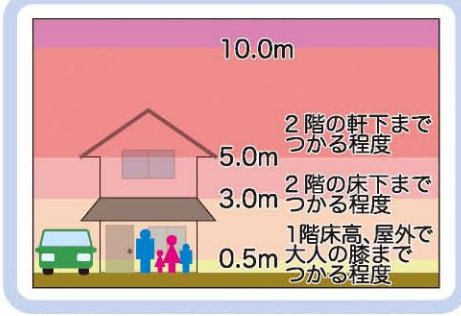 10.0m
2階の軒下まで
つかる程度
5.0m
2階の床下まで
つかる程度
3.0m
1階床高、屋外で
大人の膝まで
つかる程度
0.5m